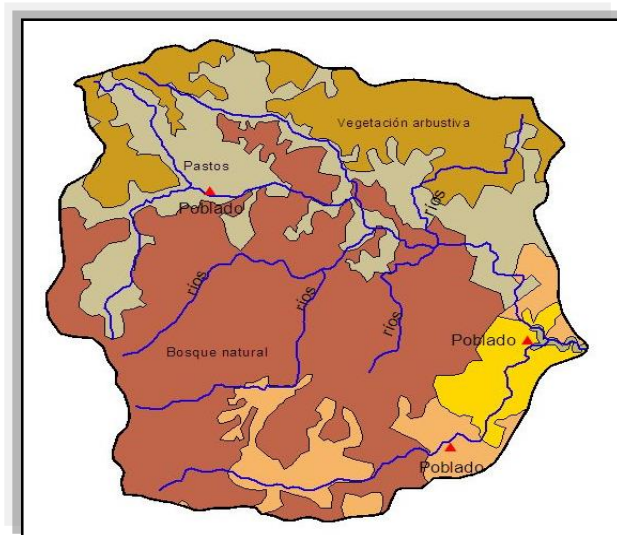 Vegetación arbustiva
Pastos
Poblado
ríos
ríos
ríos
ríos
Poblado
Bosque natural
Poblado